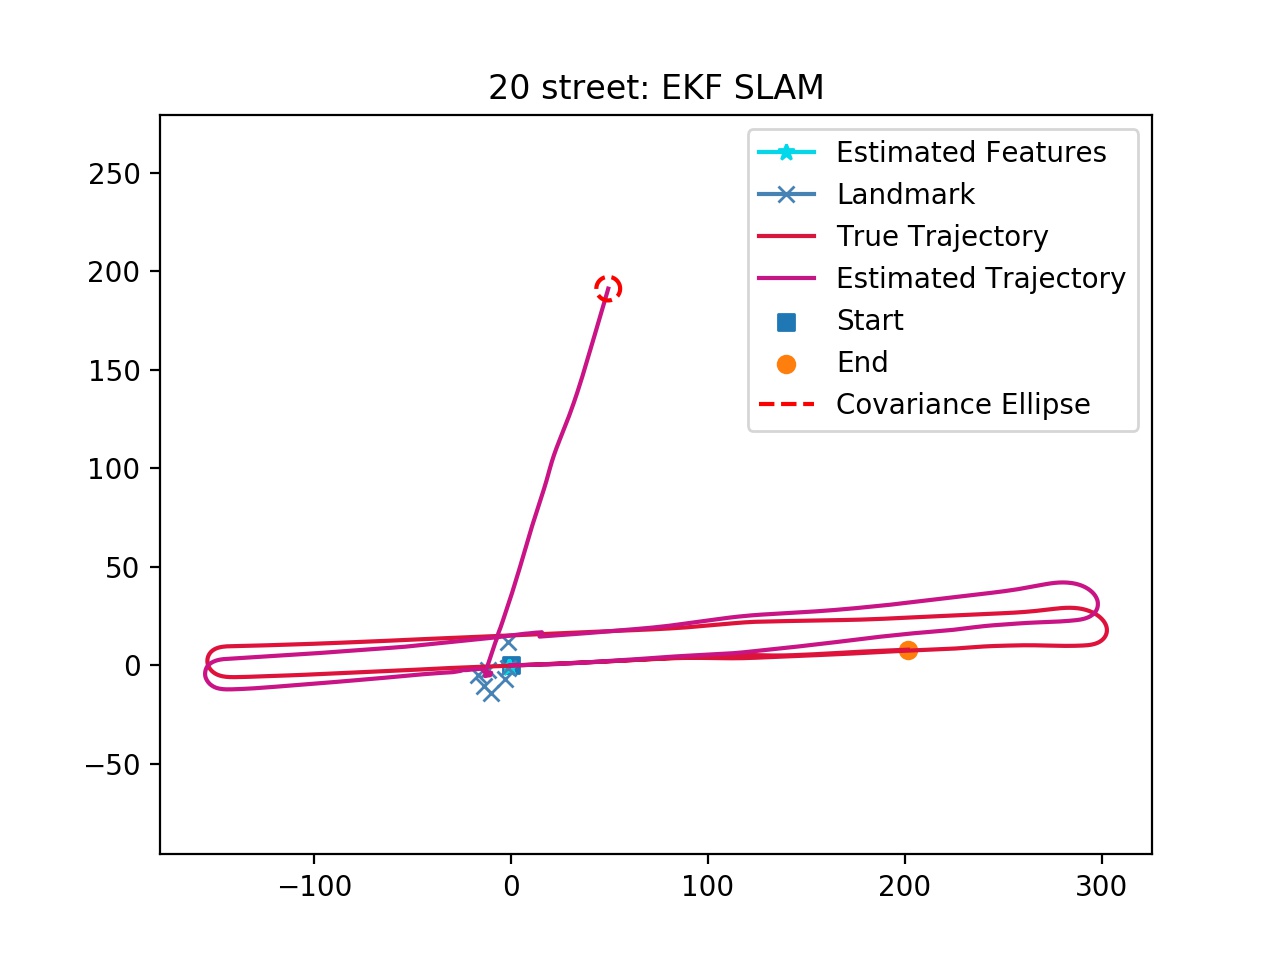 20 street: EKF SLAM
Estimated Features
Landmark
True Trajectory
Estimated Trajectory
Start
End
Covariance Ellipse
250
200
150
100
50
0
−50
−100 0 100 200 300